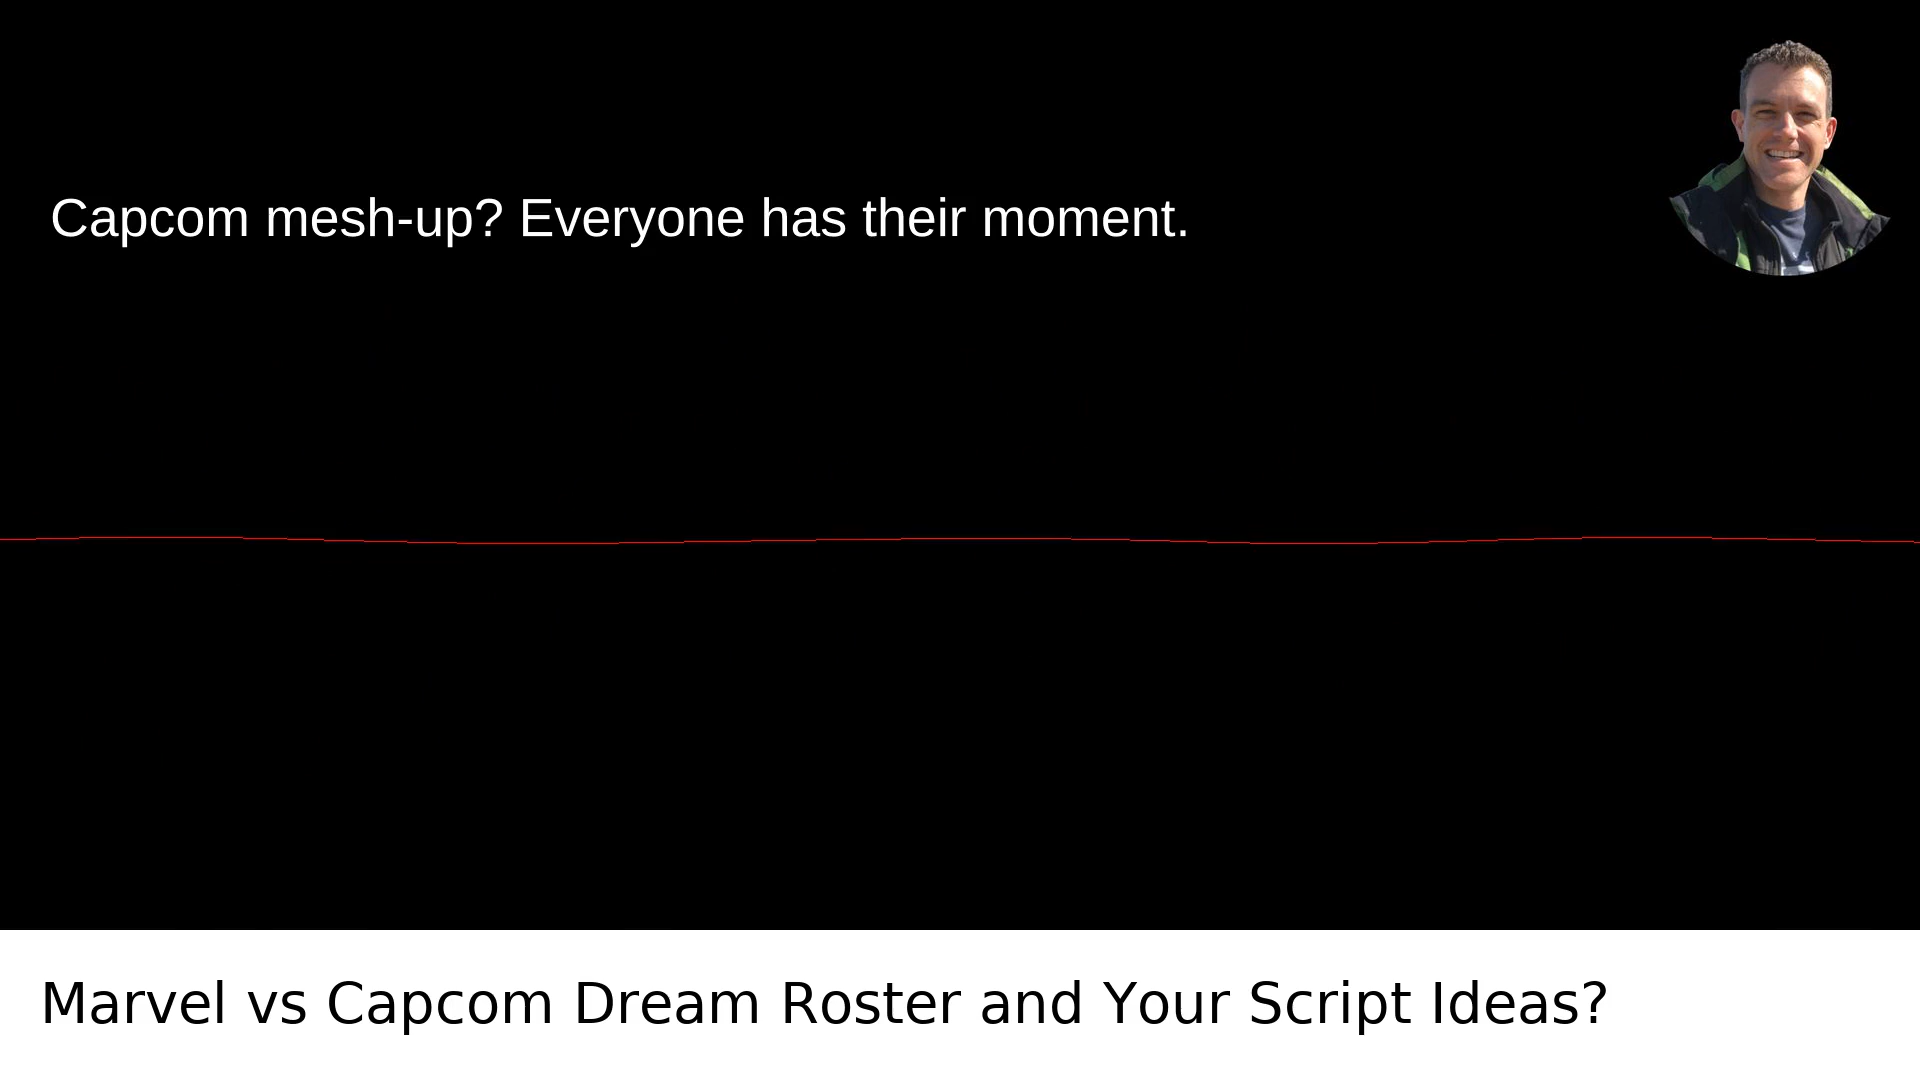 Capcom mesh-up? Everyone has their moment.
Marvel vs Capcom Dream Roster and Your Script Ideas?